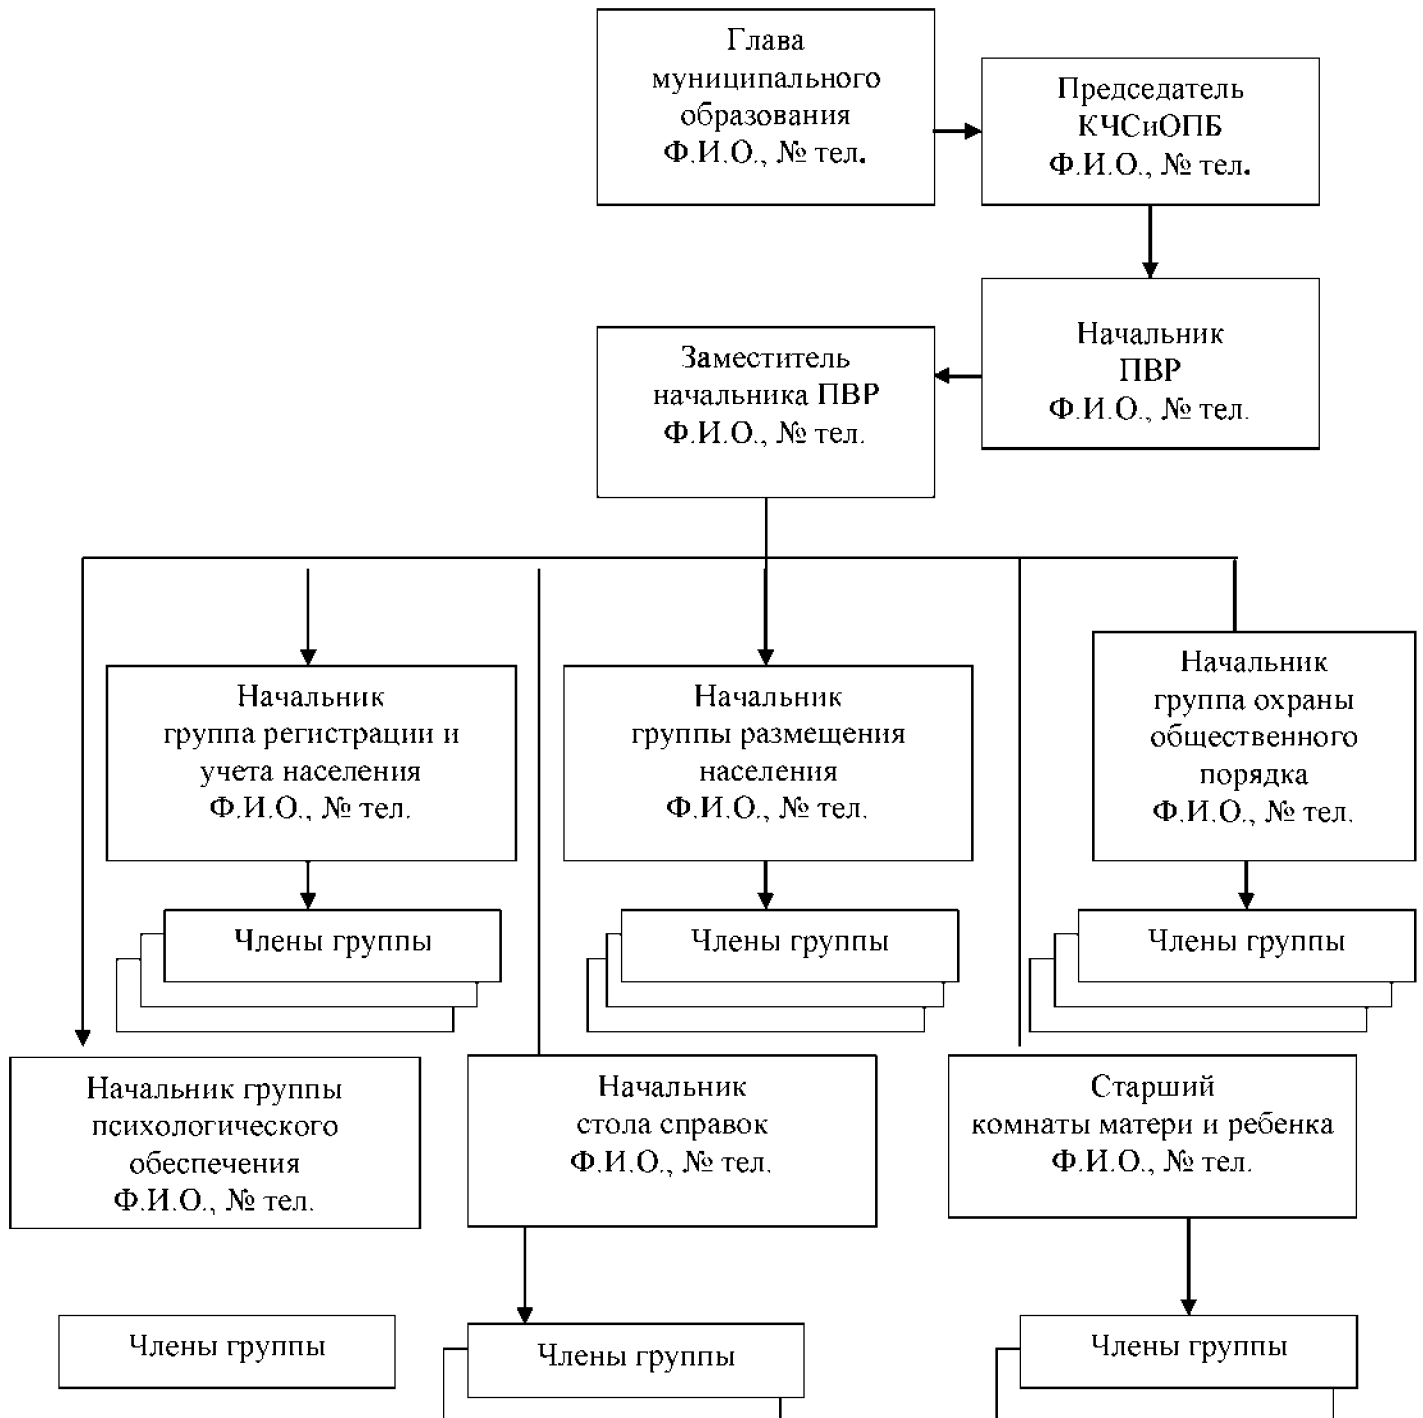 Глава
муниципального
образования
Ф.И.О., № тел.
Председатель
КЧСиОПБ
Ф.И.О., № тел.
Начальник
ПВР
Ф.И.О., № тел.
Заместитель
начальника ПВР
Ф.И.О., № тел.
Начальник
группа регистрации и
учета населения
Ф.И.О., № тел.
Начальник
группы размещения
населения
Ф.И.О., № тел.
Начальник
группа охраны
общественного
порядка
Ф.И.О., № тел.
Члены группы
Члены группы
Члены группы
Начальник группы
психологического
обеспечения
Ф.И.О., № тел.
Начальник
стола справок
Ф.И.О., № тел.
Старший
комнаты матери и ребенка
Ф.И.О., № тел.
Члены группы
Члены группы
Члены группы